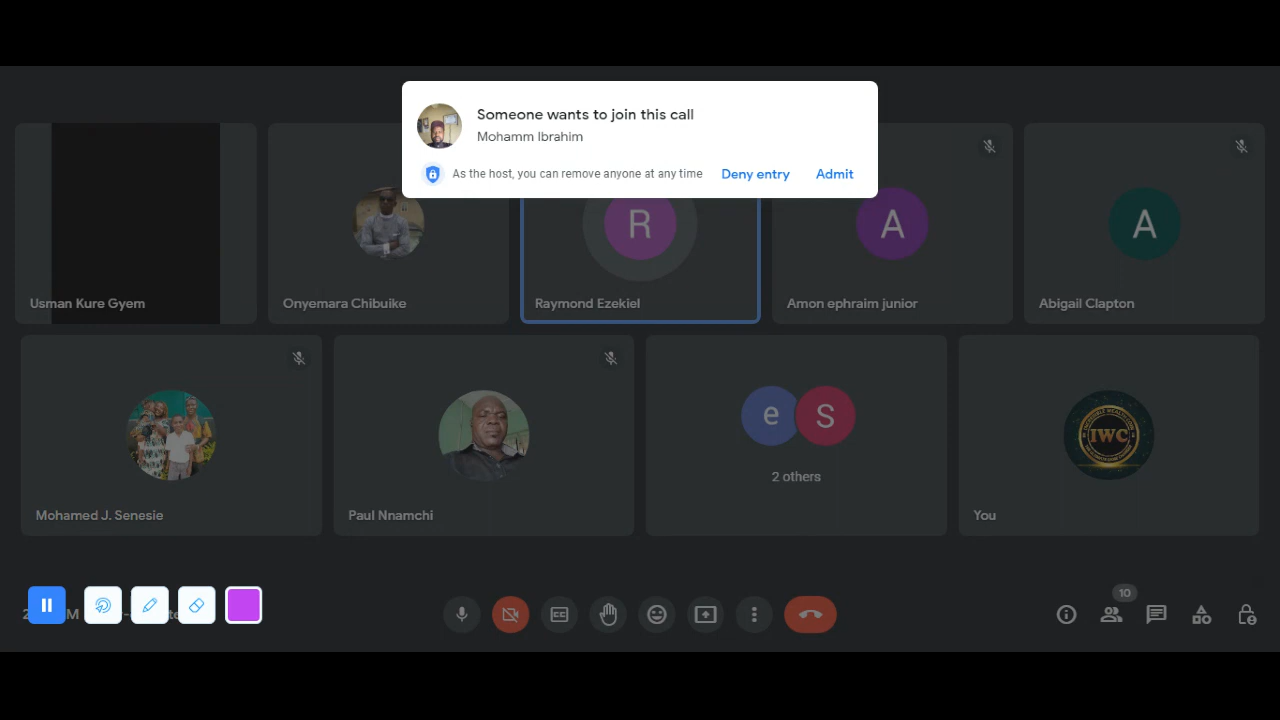 Someone wants to join this call
Mohamm Ibrahim
As the host, you can remove anyone at any time
Deny entry
Admit
R
A
A
Usman Kure Gyem
Onyemara Chibuike
Raymond Ezekiel
Amon ephraim junior
Abigail Clapton
e
S
IWC
2 others
Mohamed J. Senesie
Paul Nnamchi
You
CC
10